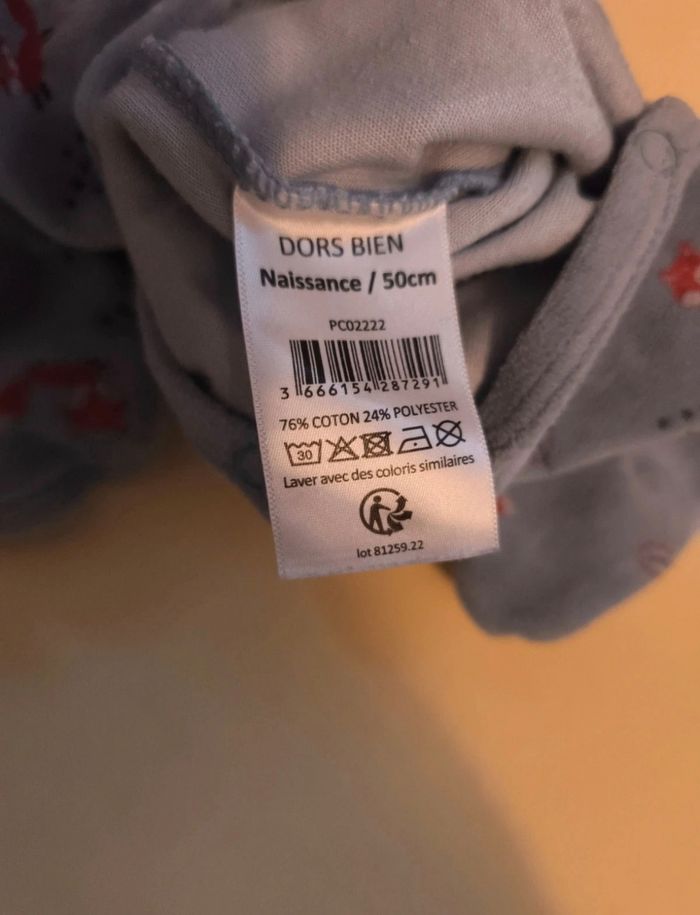 DORS BIEN
Naissance / 50cm
PC02222
3 666154 287291
76% COTON 24% POLYESTER
30
Laver avec des coloris similaires
lot 81259.22